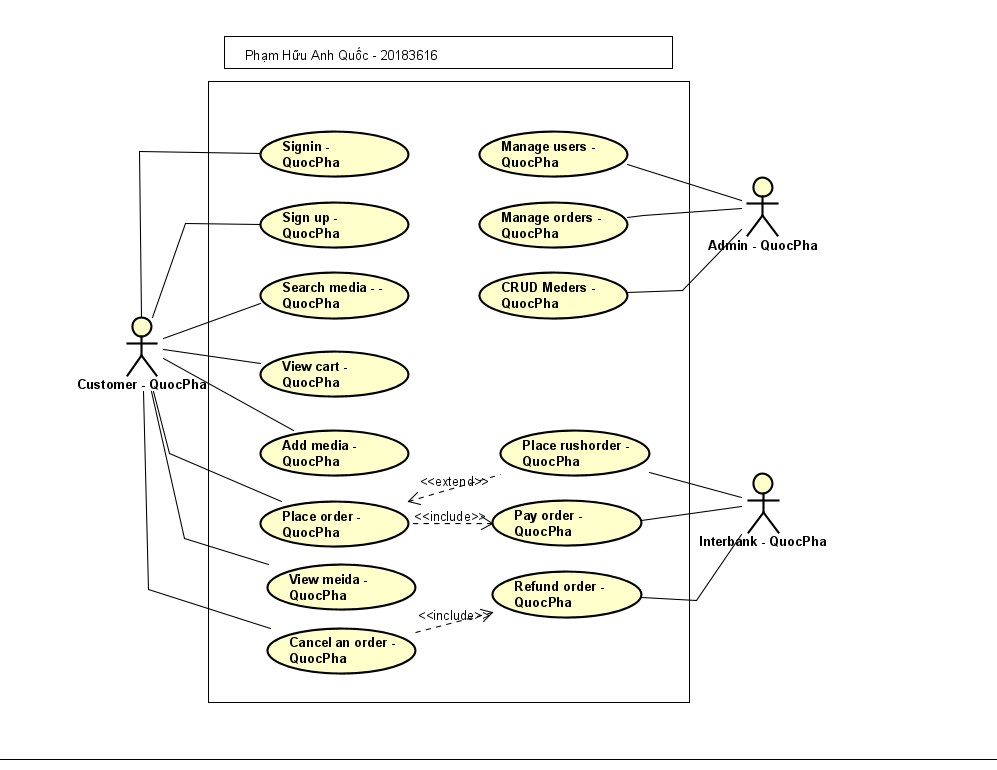 Phạm Hữu Anh Quốc - 20183616
Signin -
QuocPha
Manage users -
QuocPha
Sign up -
QuocPha
Manage orders -
QuocPha
Admin - QuocPha
Search media - -
QuocPha
CRUD Meders -
QuocPha
View cart -
QuocPha
Customer - QuocPha
Add media -
QuocPha
Place rushorder -
QuocPha
<<extend>>
Place order -
QuocPha
<<include>>
Pay order -
QuocPha
Interbank - QuocPha
View meida -
QuocPha
Refund order -
QuocPha
<<include>>
Cancel an order -
QuocPha